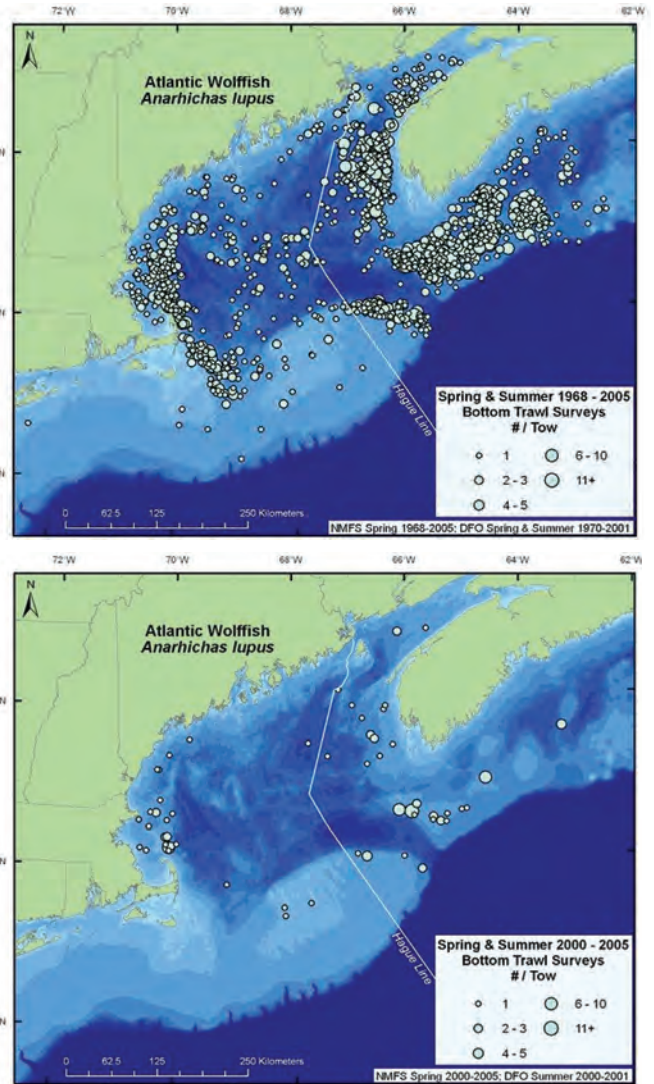 72°W 70°W 68°W 66°W 64°W 62°W
N
Atlantic Wolffish
Anarhichas lupus
N
N
N
Hague Line
Spring & Summer 1968 - 2005
Bottom Trawl Surveys
# / Tow
1 6 - 10
2 - 3 11+
4 - 5
0 62.5 125 250 Kilometers
NMFS Spring 1968-2005; DFO Spring & Summer 1970-2001
72°W 70°W 68°W 66°W 64°W 62°W
N
Atlantic Wolffish
Anarhichas lupus
N
N
N
Hague Line
Spring & Summer 2000 - 2005
Bottom Trawl Surveys
# / Tow
1 6 - 10
2 - 3 11+
4 - 5
0 62.5 125 250 Kilometers
NMFS Spring 2000-2005; DFO Summer 2000-2001